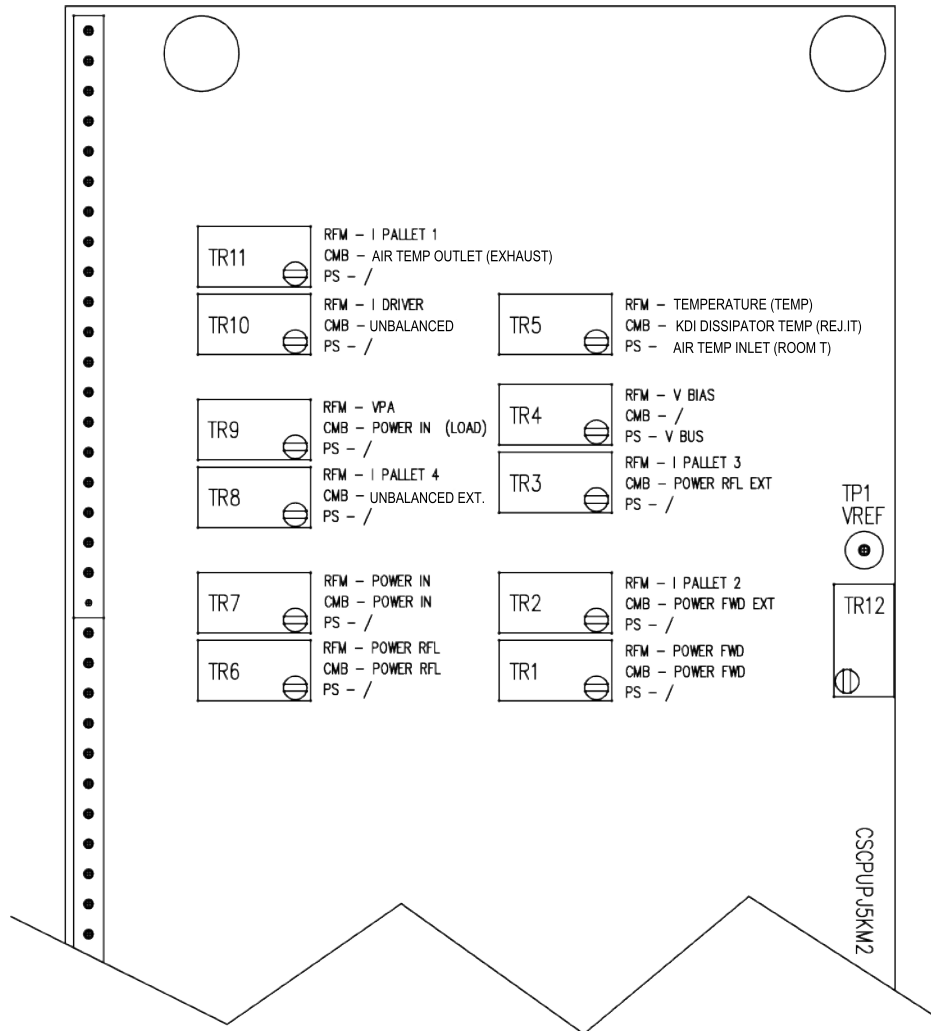 TR11
RFM – I PALLET 1
CMB – AIR TEMP OUTLET (EXHAUST)
PS – /
TR10
RFM – I DRIVER
CMB – UNBALANCED
PS – /
TR5
RFM – TEMPERATURE (TEMP)
CMB – KDI DISSIPATOR TEMP (REJ.IT)
PS – AIR TEMP INLET (ROOM T)
TR9
RFM – VPA
CMB – POWER IN (LOAD)
PS – /
TR4
RFM – V BIAS
CMB – /
PS – V BUS
TR8
RFM – I PALLET 4
CMB – UNBALANCED EXT.
PS – /
TR3
RFM – I PALLET 3
CMB – POWER RFL EXT
PS – /
TP1
VREF
TR7
RFM – POWER IN
CMB – POWER IN
PS – /
TR2
RFM – I PALLET 2
CMB – POWER FWD EXT
PS – /
TR12
TR6
RFM – POWER RFL
CMB – POWER RFL
PS – /
TR1
RFM – POWER FWD
CMB – POWER FWD
PS – /
CSCPUPJ5KM2